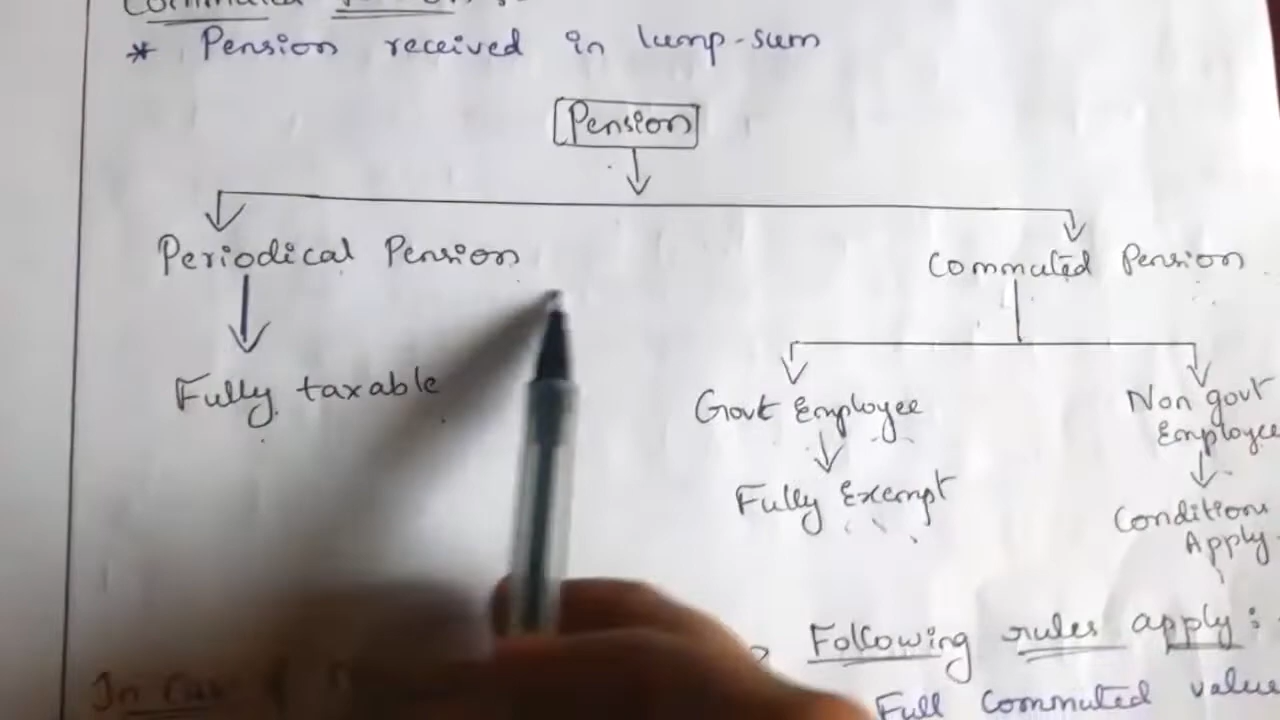 * Pension received in lump-sum
Pension
Periodical Pension
Commuted Pension
Fully taxable
Govt Employee
Non govt
Employee
Fully Exempt
Condition
Apply
Following rules apply :
Full Commuted value